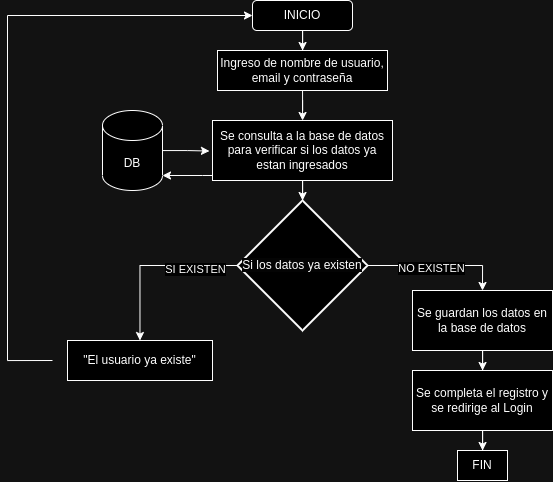 INICIO
Ingreso de nombre de usuario,
email y contraseña
Se consulta a la base de datos
para verificar si los datos ya
estan ingresados
DB
Si los datos ya existen
SI EXISTEN
NO EXISTEN
Se guardan los datos en
la base de datos
"El usuario ya existe"
Se completa el registro y
se redirige al Login
FIN